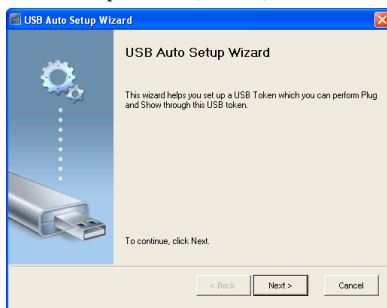 USB Auto Setup Wizard
USB Auto Setup Wizard
This wizard helps you set up a USB Token which you can perform Plug
and Show through this USB token.
To continue, click Next.
< Back
Next >
Cancel